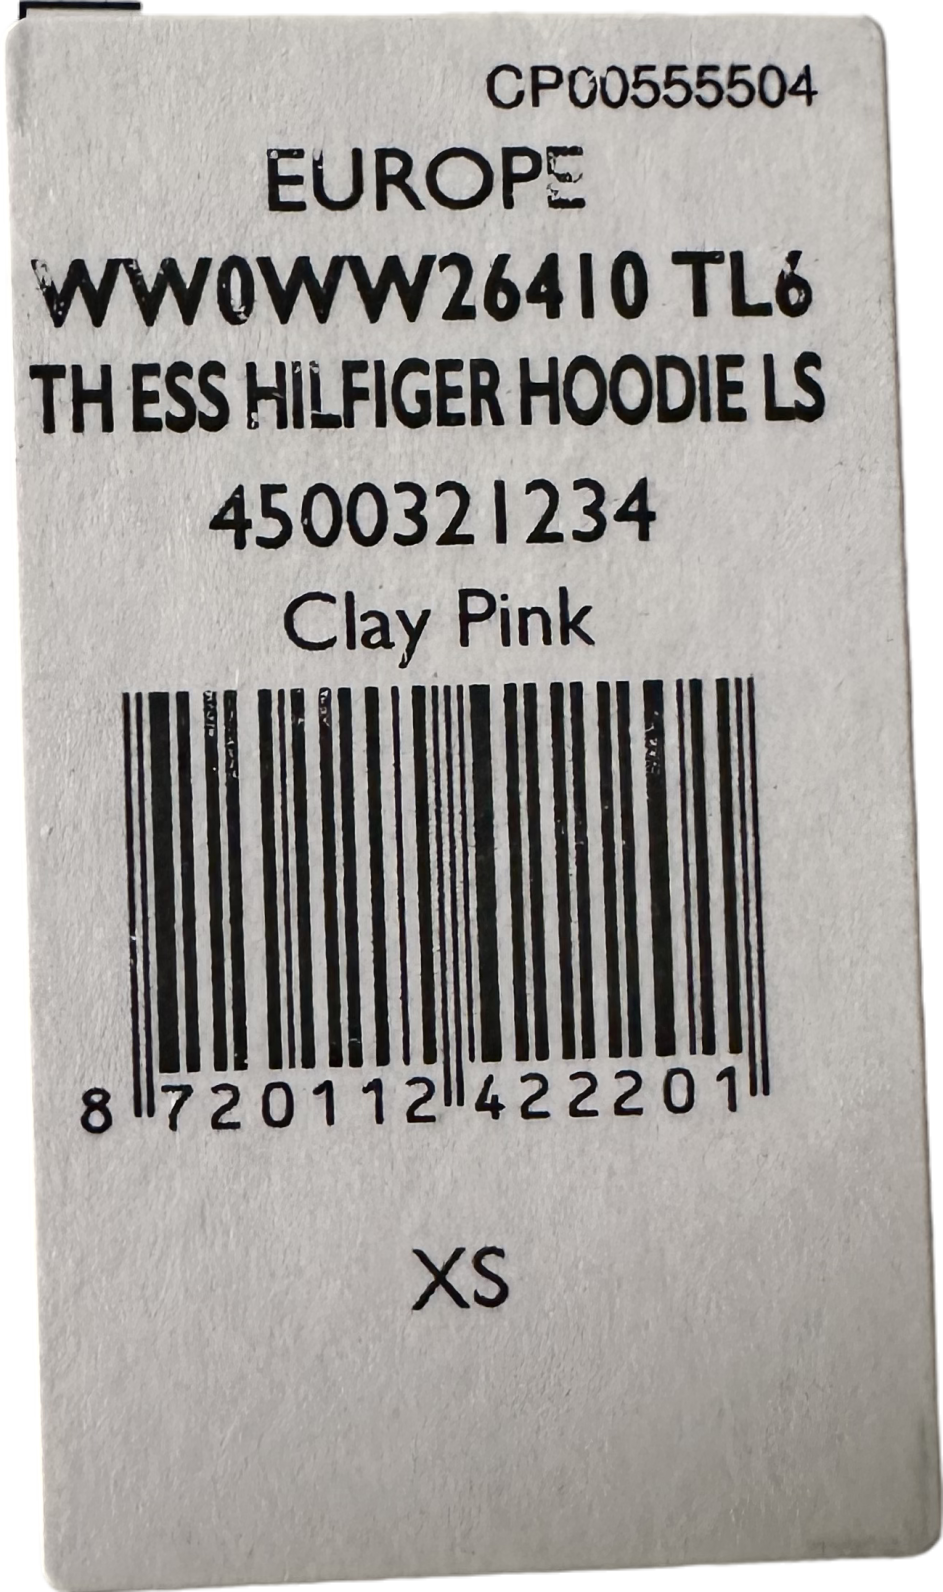 CP00555504
EUROPE
WW0WW26410 TL6
TH ESS HILFIGER HOODIE LS
4500321234
Clay Pink
8 720112 422201
XS